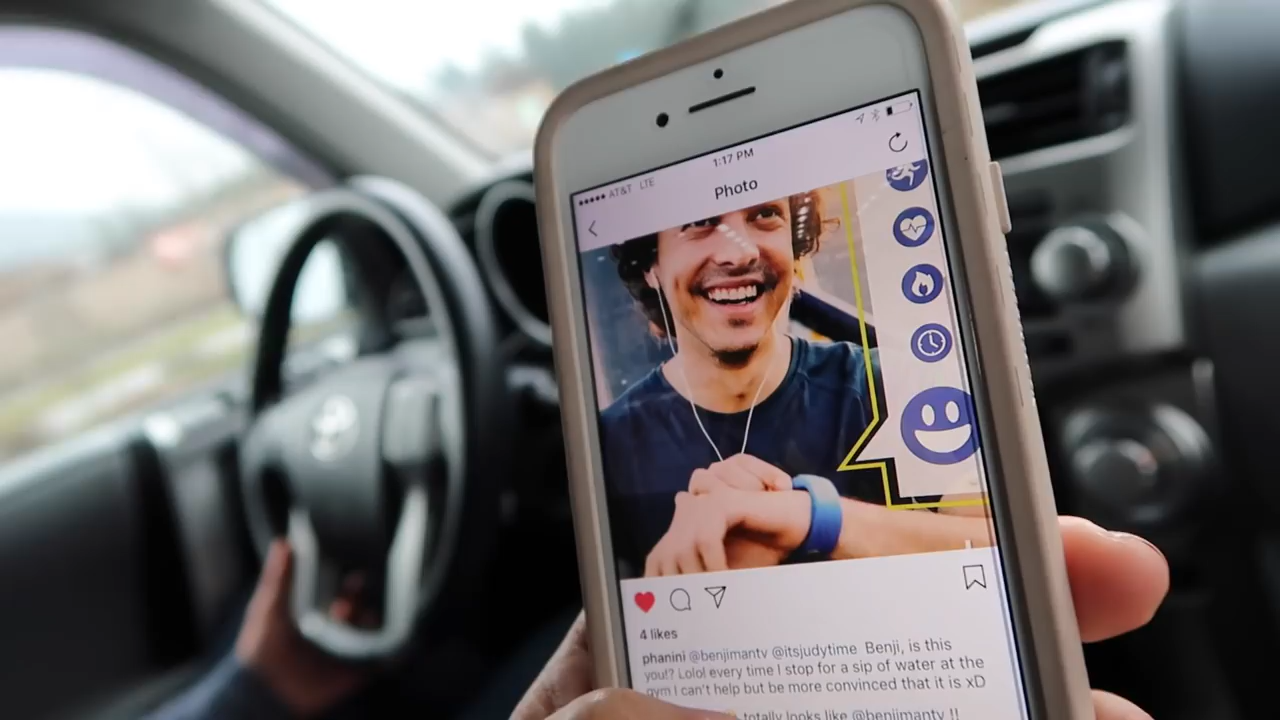 ●●●●● AT&T LTE
1:17 PM
Photo
4 likes
phanini @benjimantv @itsjudytime Benji, is this
you!? Lolol every time I stop for a sip of water at the
gym I can't help but be more convinced that it is xD
totally looks like @benjimantv !!